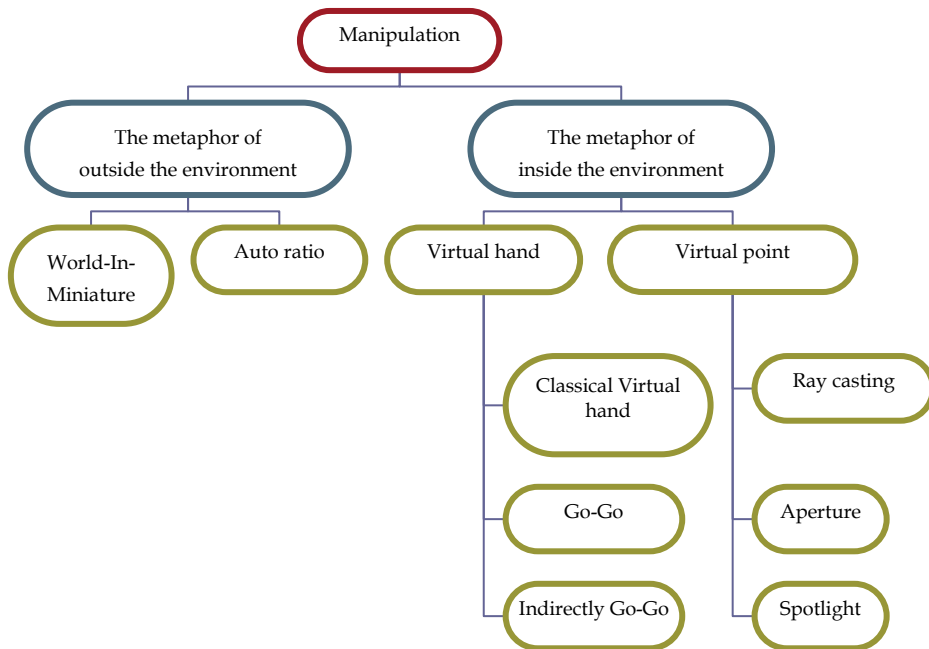 Manipulation
The metaphor of
outside the environment
The metaphor of
inside the environment
World-In-
Miniature
Auto ratio
Virtual hand
Virtual point
Classical Virtual
hand
Ray casting
Go-Go
Aperture
Indirectly Go-Go
Spotlight